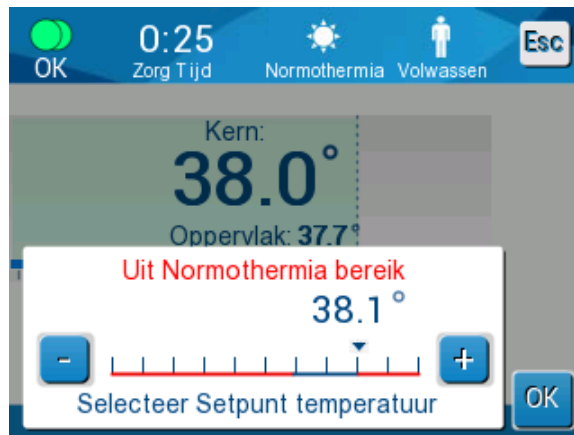 0:25
Esc
OK
Zorg Tijd
Normothermia
Volwassen
Kern:
38.0°
Oppervlak: 37.7°
Uit Normothermia bereik
38.1°
-
+
Selecteer Setpunt temperatuur
OK